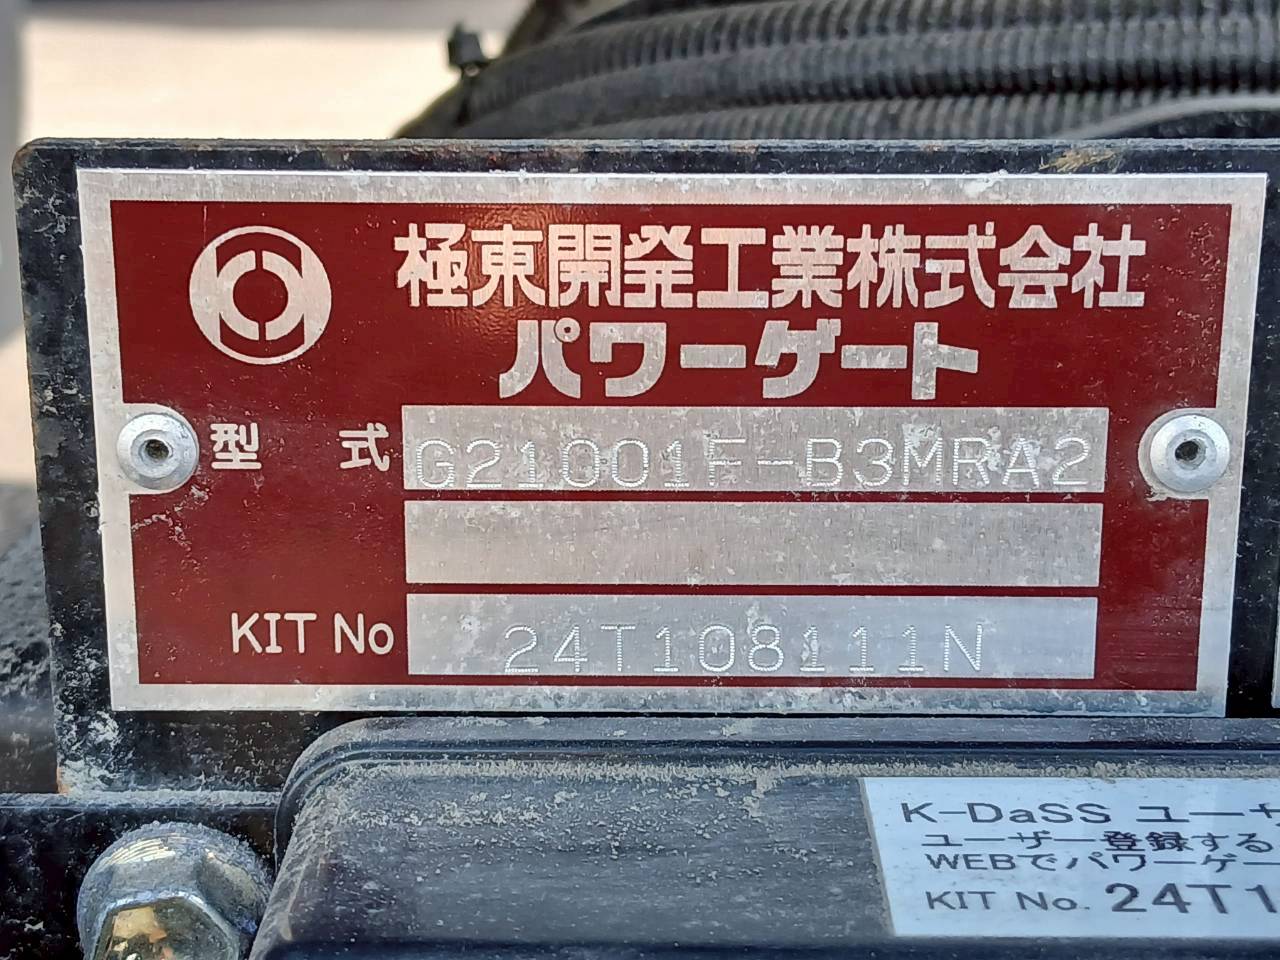 極東開発工業株式会社
パワーゲート
型 式 G21001F-B3MRA2
KIT No 24T108111N
K-DaSS ユーサ
ユーザー登録する
WEBでパワーゲー
KIT No. 24T1